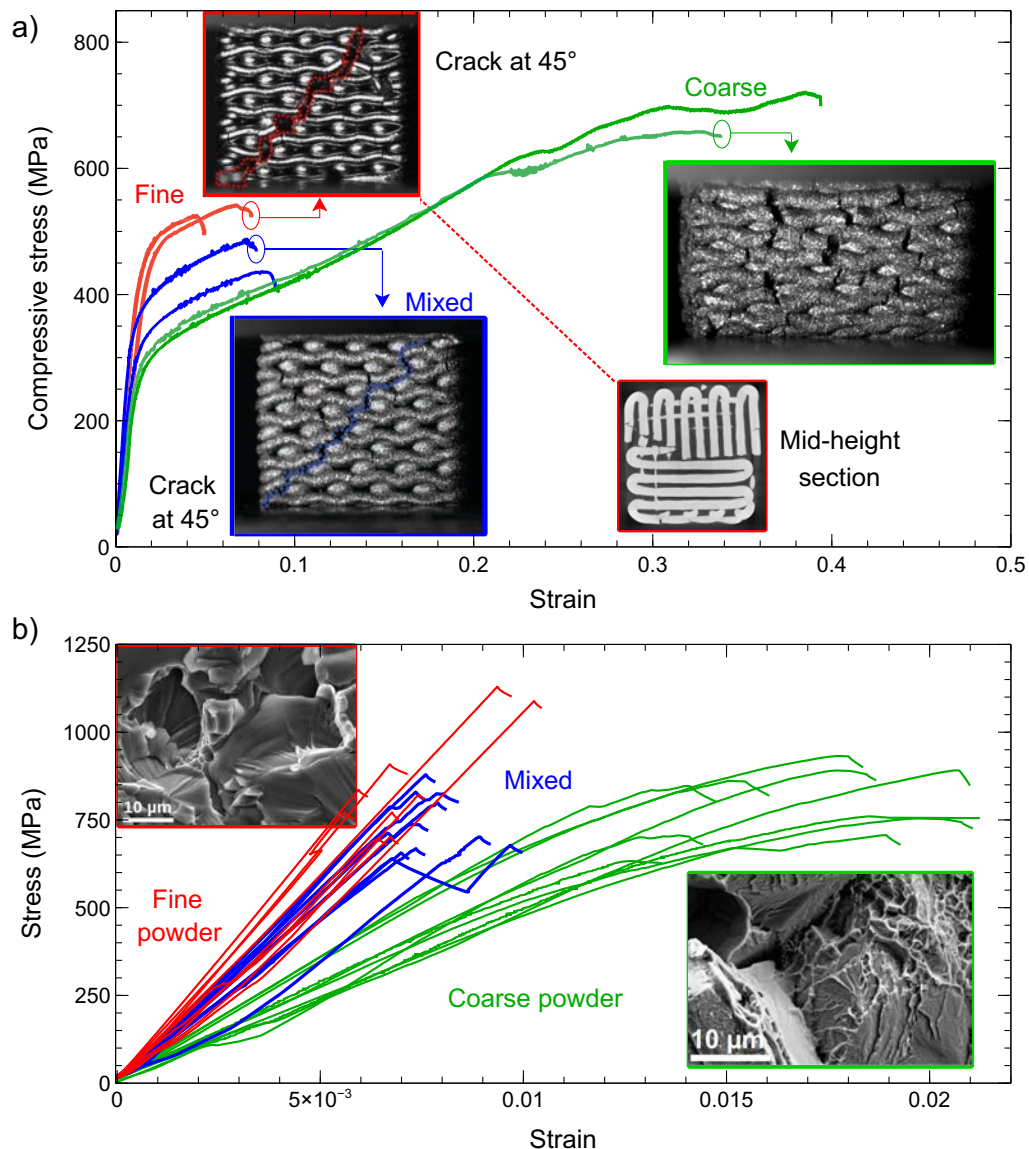 a)
800
600
400
200
0
Compressive stress (MPa)
0
0.1
0.2
0.3
0.4
0.5
Strain
Crack at 45°
Coarse
Fine
Mixed
Crack
at 45°
Mid-height
section
b)
1250
1000
750
500
250
0
Stress (MPa)
0
5×10⁻³
0.01
0.015
0.02
Strain
10 µm
Mixed
Fine
powder
Coarse powder
10 µm